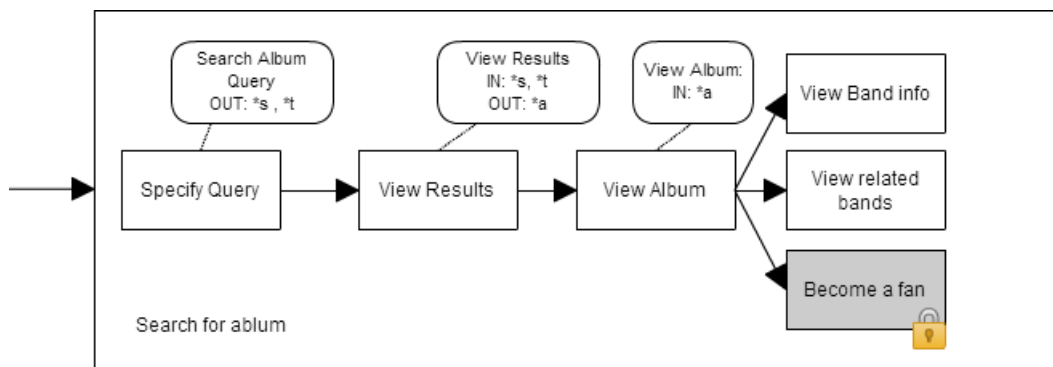 Search Album
Query
OUT: *s , *t
View Results
IN: *s, *t
OUT: *a
View Album:
IN: *a
View Band info
Specify Query
View Results
View Album
View related
bands
Become a fan
Search for ablum